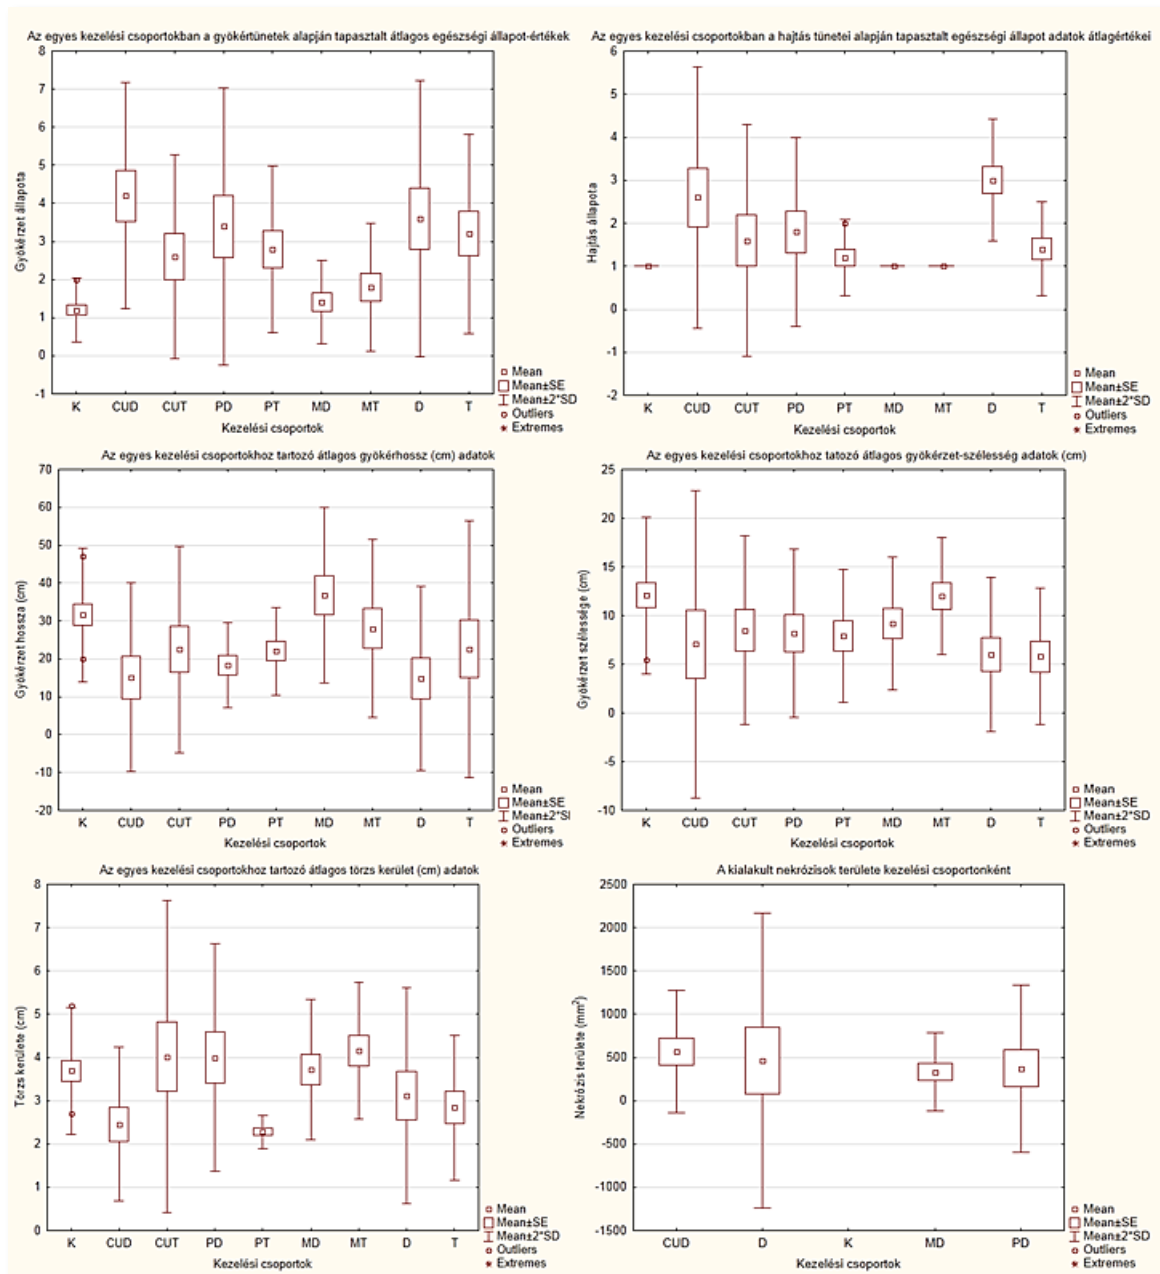 Az egyes kezelési csoportokban a gyökértünetek alapján tapasztalt átlagos egészségi állapot-értékek
8
7
6
5
4
3
2
1
0
-1
Gyökérzet állapota
K CUD CUT PD PT MD MT D T
Kezelési csoportok
Mean
Mean±SE
Mean±2*SD
Outliers
Extremes
Az egyes kezelési csoportokban a hajtás tünetei alapján tapasztalt egészségi állapot adatok átlagértékei
6
5
4
3
2
1
0
-1
-2
Hajtás állapota
K CUD CUT PD PT MD MT D T
Kezelési csoportok
Mean
Mean±SE
Mean±2*SD
Outliers
Extremes
Az egyes kezelési csoportokhoz tartozó átlagos gyökérhossz (cm) adatok
70
60
50
40
30
20
10
0
-10
-20
Gyökérzet hossza (cm)
K CUD CUT PD PT MD MT D T
Kezelési csoportok
Mean
Mean±SE
Mean±2*SI
Outliers
Extremes
Az egyes kezelési csoportokhoz tatozó átlagos gyökérzet-szélesség adatok (cm)
25
20
15
10
5
0
-5
-10
Gyökérzet szélessége (cm)
K CUD CUT PD PT MD MT D T
Kezelési csoportok
Mean
Mean±SE
Mean±2*SD
Outliers
Extremes
Az egyes kezelési csoportokhoz tartozó átlagos törzs kerület (cm) adatok
8
7
6
5
4
3
2
1
0
Törzs kerülete (cm)
K CUD CUT PD PT MD MT D T
Kezelési csoportok
Mean
Mean±SE
Mean±2*SD
Outliers
Extremes
A kialakult nekrózisok területe kezelési csoportonként
2500
2000
1500
1000
500
0
-500
-1000
-1500
Nekrózis területe (mm²)
CUD D K MD PD
Kezelési csoportok
Mean
Mean±SE
Mean±2*SD
Outliers
Extremes